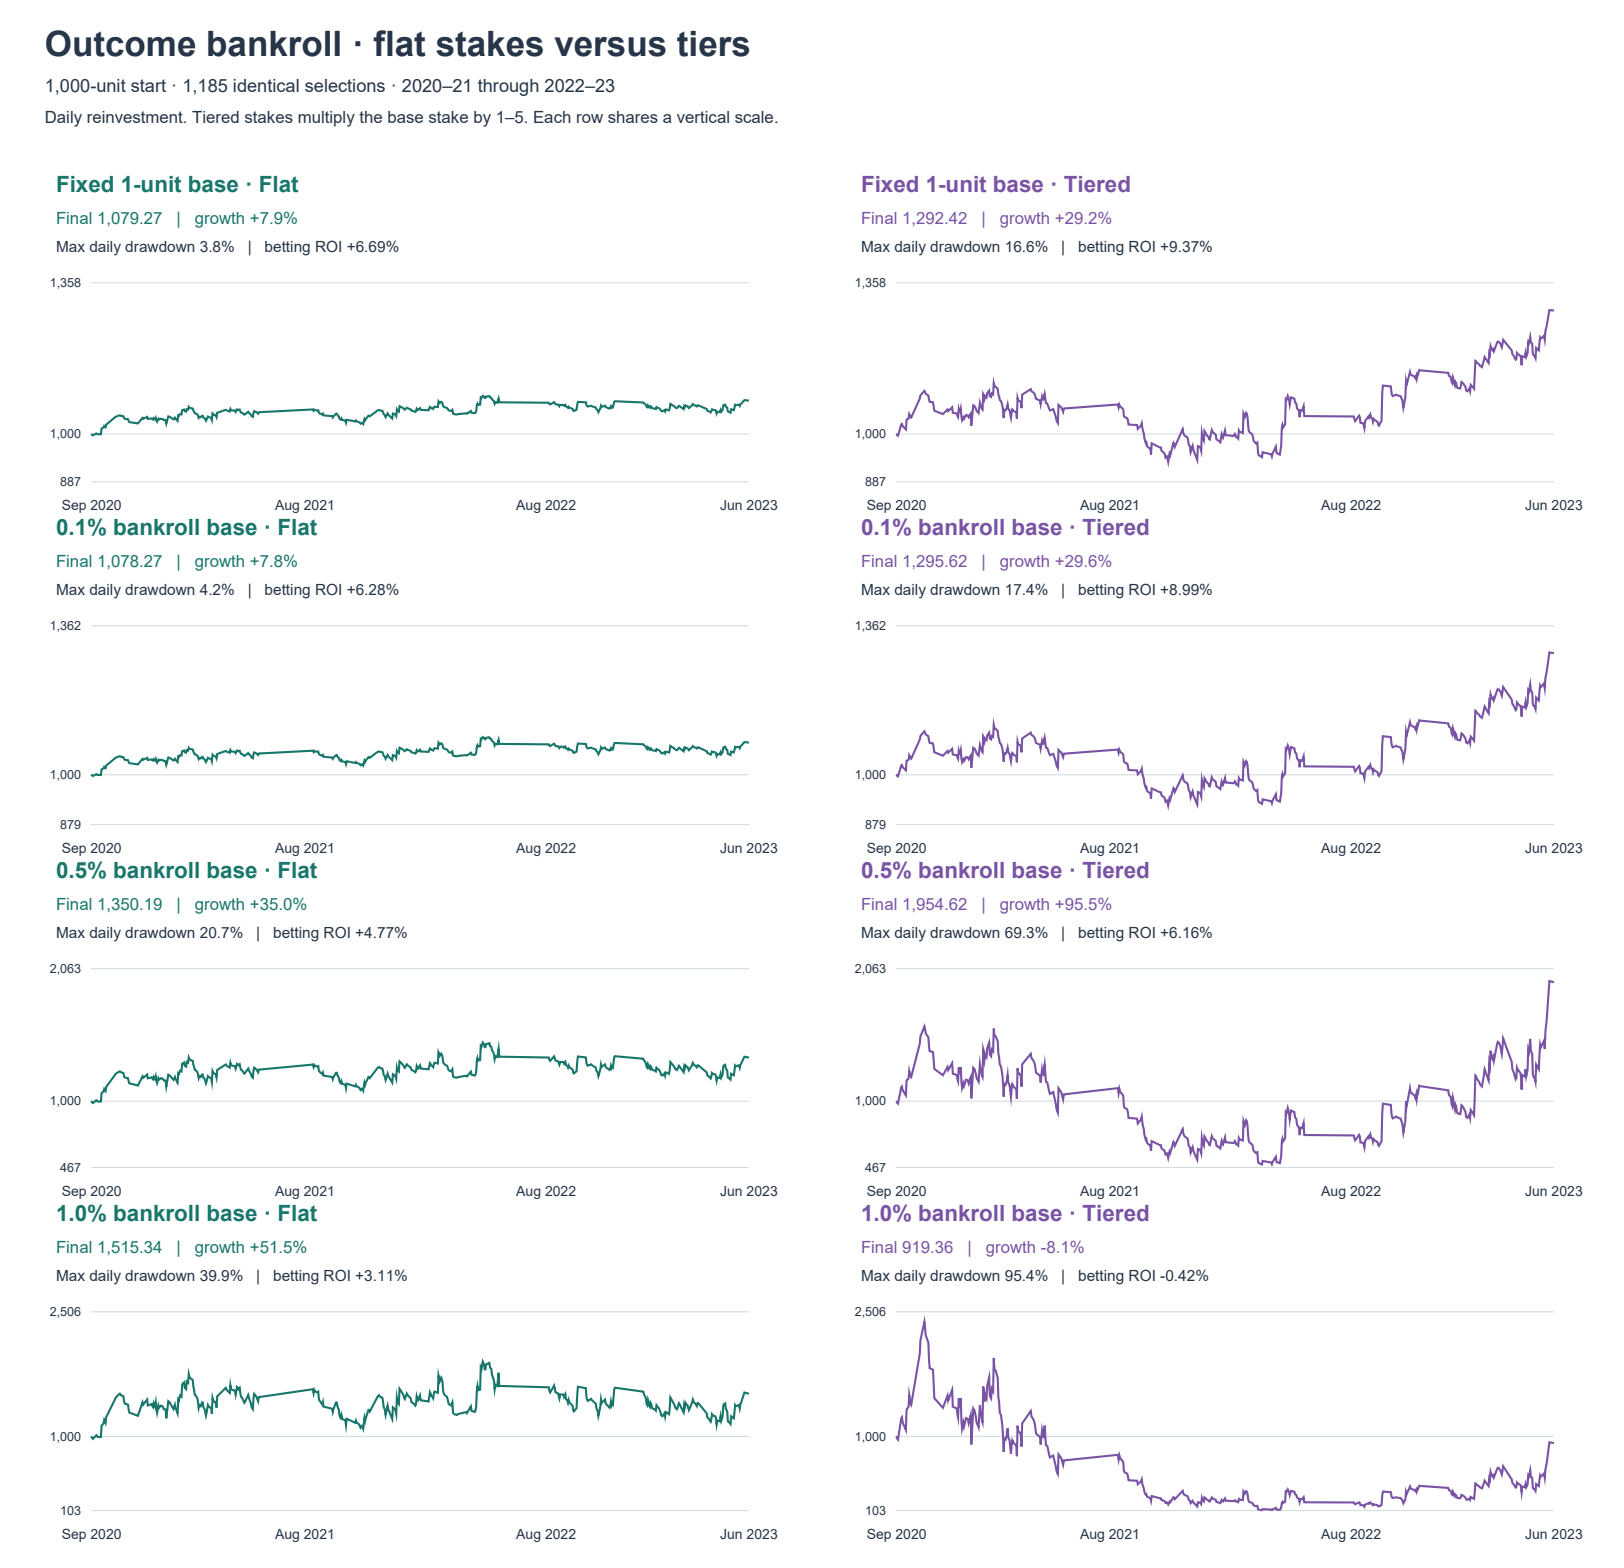 Outcome bankroll · flat stakes versus tiers
1,000-unit start · 1,185 identical selections · 2020–21 through 2022–23
Daily reinvestment. Tiered stakes multiply the base stake by 1–5. Each row shares a vertical scale.
Fixed 1-unit base · Flat
Final 1,079.27 | growth +7.9%
Max daily drawdown 3.8% | betting ROI +6.69%
1,358
1,000
887
Sep 2020 Aug 2021 Aug 2022 Jun 2023
Fixed 1-unit base · Tiered
Final 1,292.42 | growth +29.2%
Max daily drawdown 16.6% | betting ROI +9.37%
1,358
1,000
887
Sep 2020 Aug 2021 Aug 2022 Jun 2023
0.1% bankroll base · Flat
Final 1,078.27 | growth +7.8%
Max daily drawdown 4.2% | betting ROI +6.28%
1,362
1,000
879
Sep 2020 Aug 2021 Aug 2022 Jun 2023
0.1% bankroll base · Tiered
Final 1,295.62 | growth +29.6%
Max daily drawdown 17.4% | betting ROI +8.99%
1,362
1,000
879
Sep 2020 Aug 2021 Aug 2022 Jun 2023
0.5% bankroll base · Flat
Final 1,350.19 | growth +35.0%
Max daily drawdown 20.7% | betting ROI +4.77%
2,063
1,000
467
Sep 2020 Aug 2021 Aug 2022 Jun 2023
0.5% bankroll base · Tiered
Final 1,954.62 | growth +95.5%
Max daily drawdown 69.3% | betting ROI +6.16%
2,063
1,000
467
Sep 2020 Aug 2021 Aug 2022 Jun 2023
1.0% bankroll base · Flat
Final 1,515.34 | growth +51.5%
Max daily drawdown 39.9% | betting ROI +3.11%
2,506
1,000
103
Sep 2020 Aug 2021 Aug 2022 Jun 2023
1.0% bankroll base · Tiered
Final 919.36 | growth -8.1%
Max daily drawdown 95.4% | betting ROI -0.42%
2,506
1,000
103
Sep 2020 Aug 2021 Aug 2022 Jun 2023